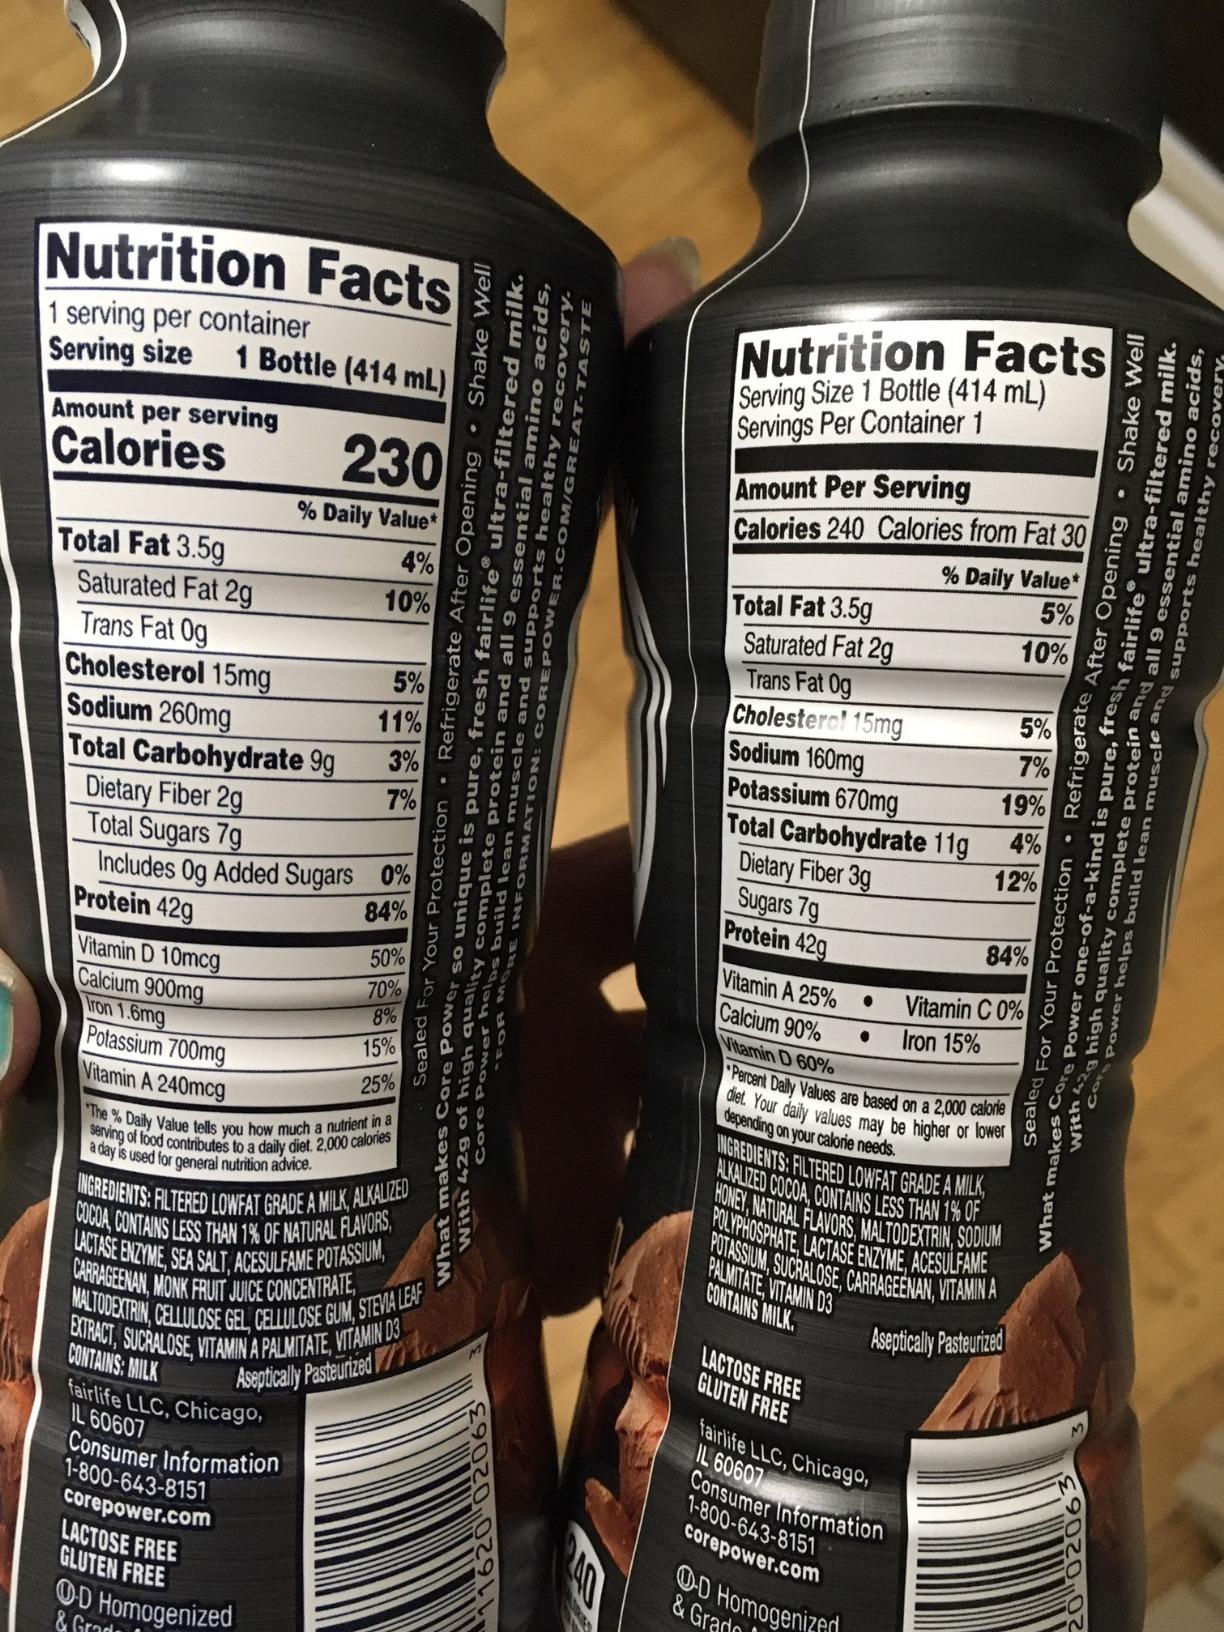 Nutrition Facts
1 serving per container
Serving size 1 Bottle (414 mL)
Amount per serving
Calories 230
% Daily Value*
Total Fat 3.5g 4%
Saturated Fat 2g 10%
Trans Fat 0g
Cholesterol 15mg 5%
Sodium 260mg 11%
Total Carbohydrate 9g 3%
Dietary Fiber 2g 7%
Total Sugars 7g
Includes 0g Added Sugars 0%
Protein 42g 84%
Vitamin D 10mcg 50%
Calcium 900mg 70%
Iron 1.6mg 8%
Potassium 700mg 15%
Vitamin A 240mcg 25%
*The % Daily Value tells you how much a nutrient in a
serving of food contributes to a daily diet. 2,000 calories
a day is used for general nutrition advice.
INGREDIENTS: FILTERED LOWFAT GRADE A MILK, ALKALIZED
COCOA, CONTAINS LESS THAN 1% OF NATURAL FLAVORS,
LACTASE ENZYME, SEA SALT, ACESULFAME POTASSIUM,
CARRAGEENAN, MONK FRUIT JUICE CONCENTRATE,
MALTODEXTRIN, CELLULOSE GEL, CELLULOSE GUM, STEVIA LEAF
EXTRACT, SUCRALOSE, VITAMIN A PALMITATE, VITAMIN D3
CONTAINS: MILK Aseptically Pasteurized
fairlife LLC, Chicago,
IL 60607
Consumer Information
1-800-643-8151
corepower.com
LACTOSE FREE
GLUTEN FREE
U-D Homogenized
& Grade A
11620 02063 3
Sealed For Your Protection • Refrigerate After Opening • Shake Well
What makes Core Power so unique is pure, fresh fairlife® ultra-filtered milk.
With 42g of high quality complete protein and all 9 essential amino acids,
Core Power helps build lean muscle and supports healthy recovery.
*FOR MORE INFORMATION: COREPOWER.COM/GREAT-TASTE
Nutrition Facts
Serving Size 1 Bottle (414 mL)
Servings Per Container 1
Amount Per Serving
Calories 240 Calories from Fat 30
% Daily Value*
Total Fat 3.5g 5%
Saturated Fat 2g 10%
Trans Fat 0g
Cholesterol 15mg 5%
Sodium 160mg 7%
Potassium 670mg 19%
Total Carbohydrate 11g 4%
Dietary Fiber 3g 12%
Sugars 7g
Protein 42g 84%
Vitamin A 25% • Vitamin C 0%
Calcium 90% • Iron 15%
Vitamin D 60%
*Percent Daily Values are based on a 2,000 calorie
diet. Your daily values may be higher or lower
depending on your calorie needs.
INGREDIENTS: FILTERED LOWFAT GRADE A MILK,
ALKALIZED COCOA, CONTAINS LESS THAN 1% OF
HONEY, NATURAL FLAVORS, MALTODEXTRIN, SODIUM
POLYPHOSPHATE, LACTASE ENZYME, ACESULFAME
POTASSIUM, SUCRALOSE, CARRAGEENAN, VITAMIN A
PALMITATE, VITAMIN D3
CONTAINS MILK.
Aseptically Pasteurized
LACTOSE FREE
GLUTEN FREE
fairlife LLC, Chicago,
IL 60607
Consumer Information
1-800-643-8151
corepower.com
U-D Homogenized
& Grade A
20 02063 3
240
Sealed For Your Protection • Refrigerate After Opening • Shake Well
What makes Core Power one-of-a-kind is pure, fresh fairlife® ultra-filtered milk.
With 42g high quality complete protein and all 9 essential amino acids,
Core Power helps build lean muscle and supports healthy recovery.